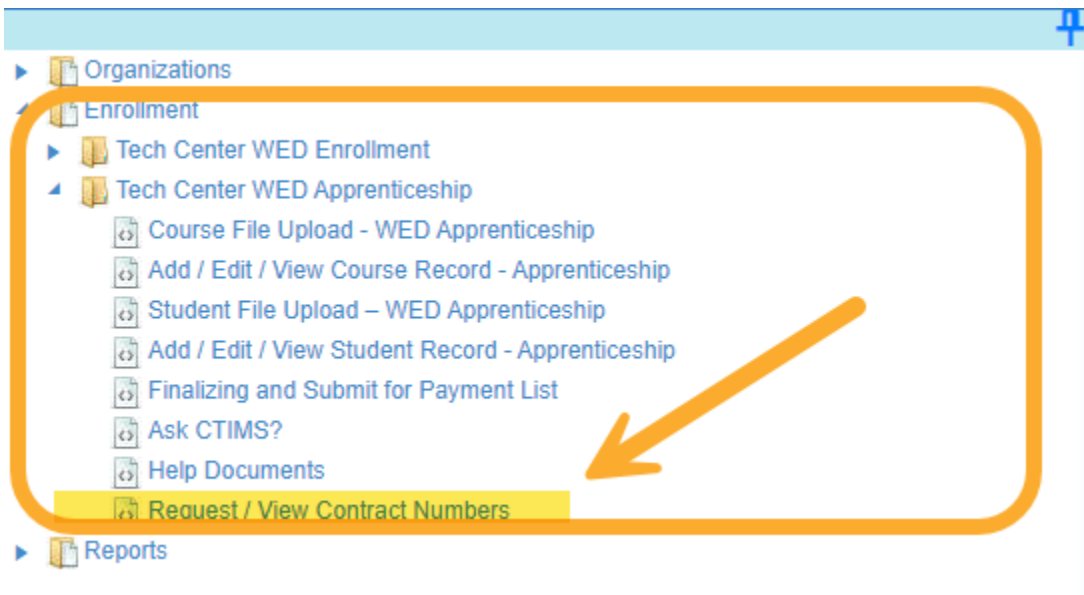 Organizations
Enrollment
Tech Center WED Enrollment
Tech Center WED Apprenticeship
Course File Upload - WED Apprenticeship
Add / Edit / View Course Record - Apprenticeship
Student File Upload – WED Apprenticeship
Add / Edit / View Student Record - Apprenticeship
Finalizing and Submit for Payment List
Ask CTIMS?
Help Documents
Request / View Contract Numbers
Reports